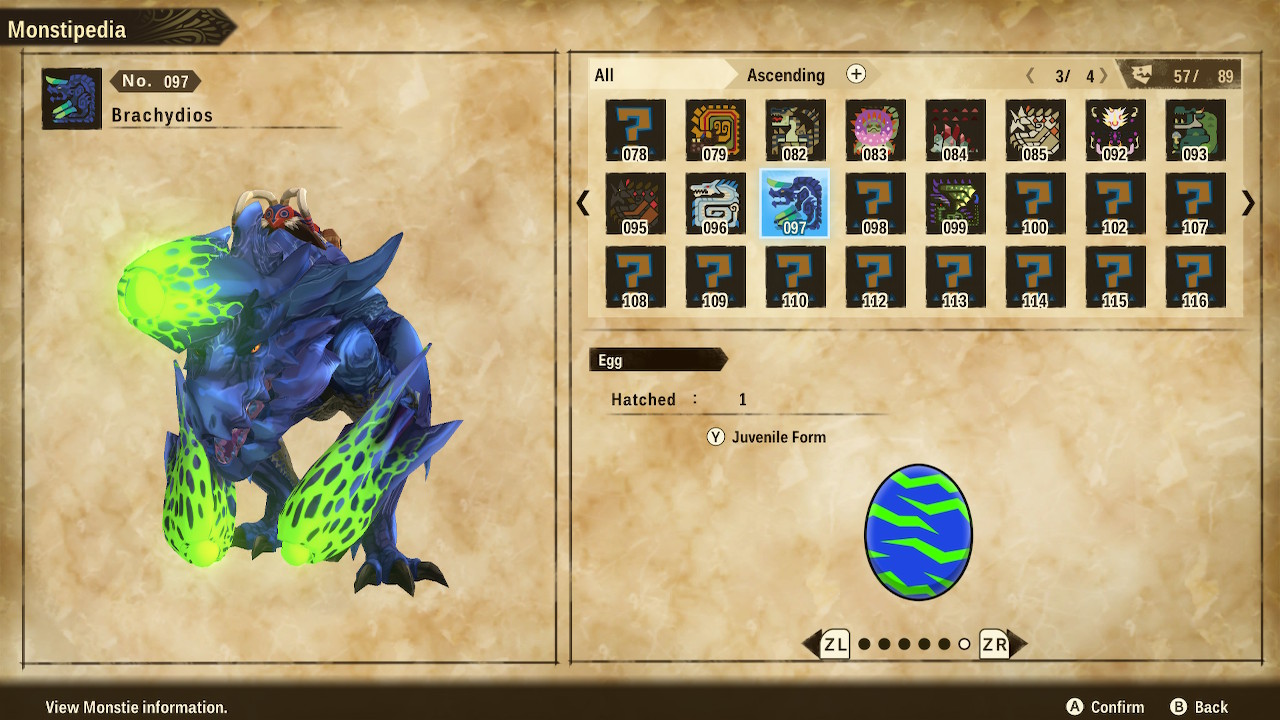 Monstipedia
No. 097
Brachydios
All
Ascending
3/ 4
57/ 89
078 079 082 083 084 085 092 093
095 096 097 098 099 100 102 107
108 109 110 112 113 114 115 116
Egg
Hatched : 1
Y Juvenile Form
ZL ZR
View Monstie information.
A Confirm B Back